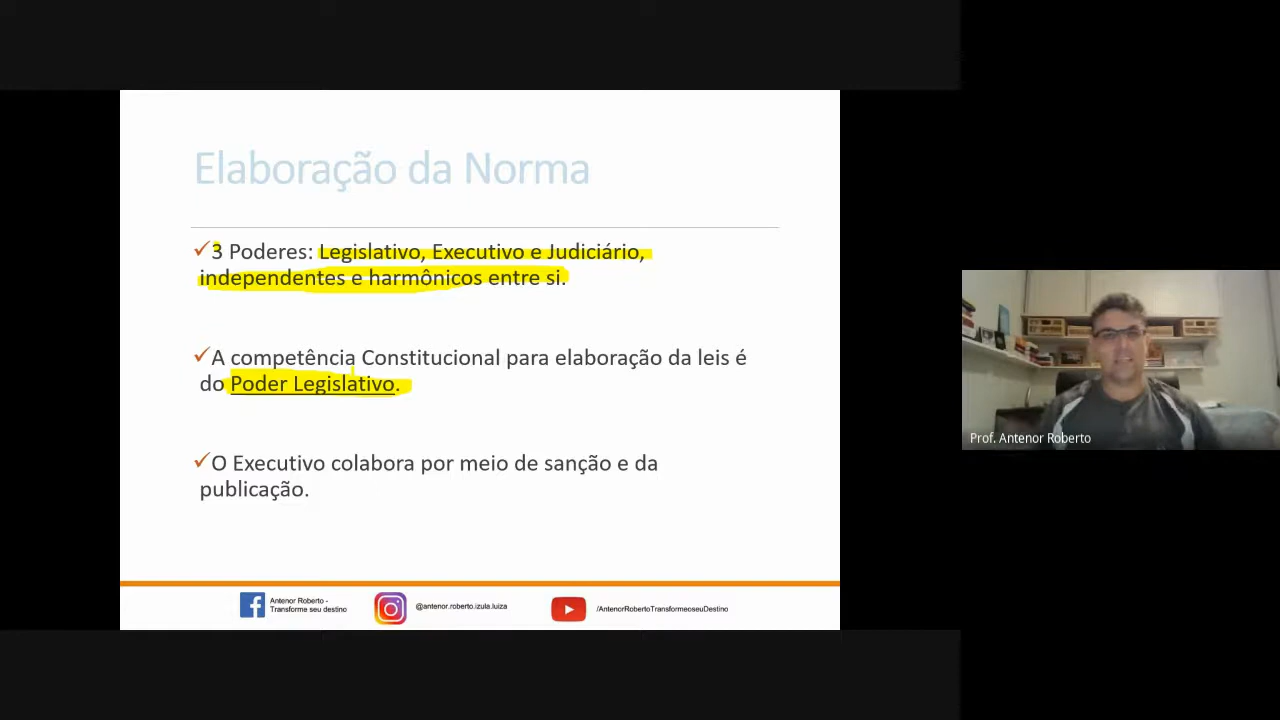 Elaboração da Norma
✓3 Poderes: Legislativo, Executivo e Judiciário,
independentes e harmônicos entre si.
✓A competência Constitucional para elaboração da leis é
do Poder Legislativo.
✓O Executivo colabora por meio de sanção e da
publicação.
Antenor Roberto -
Transforme seu destino
@antenor.roberto.izula.luiza
/AntenorRobertoTransformeoseuDestino
Prof. Antenor Roberto